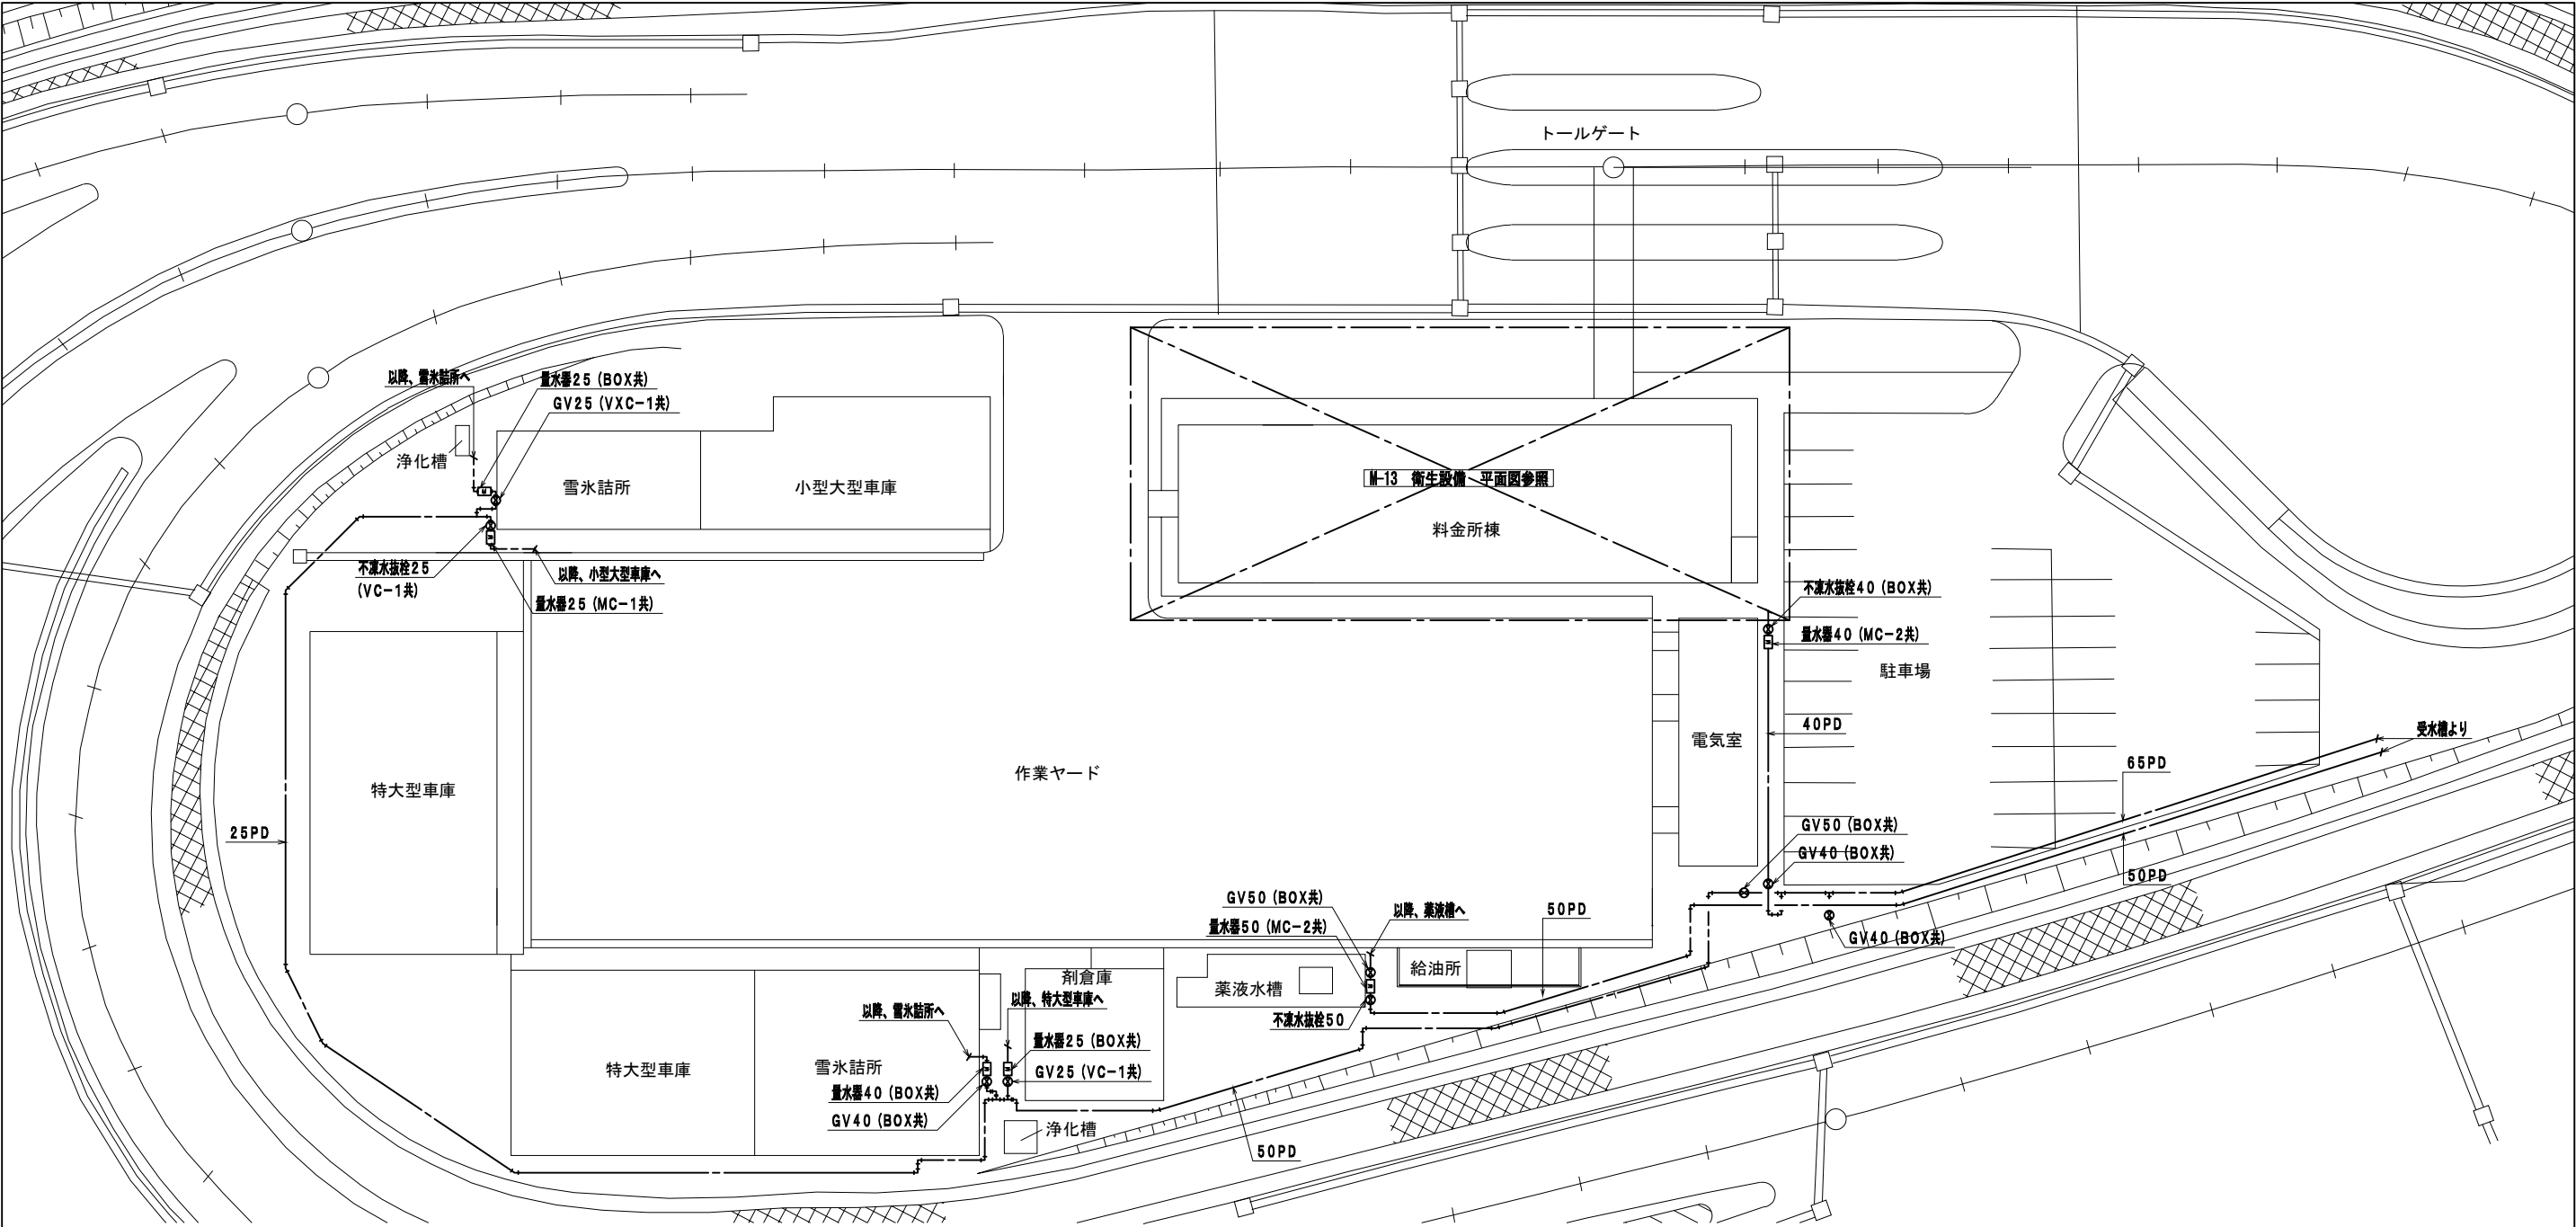 トールゲート
以降、雪氷詰所へ
量水器25 (BOX共)
GV25 (VXC-1共)
浄化槽
雪氷詰所
小型大型車庫
M-13 衛生設備 平面図参照
料金所棟
不凍水抜栓25
(VC-1共)
以降、小型大型車庫へ
量水器25 (MC-1共)
不凍水抜栓40 (BOX共)
量水器40 (MC-2共)
駐車場
40PD
電気室
受水槽より
65PD
作業ヤード
特大型車庫
25PD
GV50 (BOX共)
GV40 (BOX共)
50PD
GV50 (BOX共)
以降、薬液槽へ
50PD
量水器50 (MC-2共)
GV40 (BOX共)
給油所
剤倉庫
薬液水槽
以降、特大型車庫へ
以降、雪氷詰所へ
不凍水抜栓50
量水器25 (BOX共)
特大型車庫
雪氷詰所
GV25 (VC-1共)
量水器40 (BOX共)
GV40 (BOX共)
浄化槽
50PD